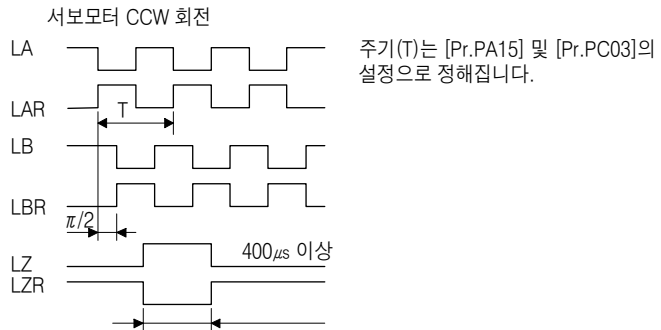 서보모터 CCW 회전
LA
주기(T)는 [Pr.PA15] 및 [Pr.PC03]의
설정으로 정해집니다.
LAR
T
LB
LBR
π/2
400μs 이상
LZ
LZR